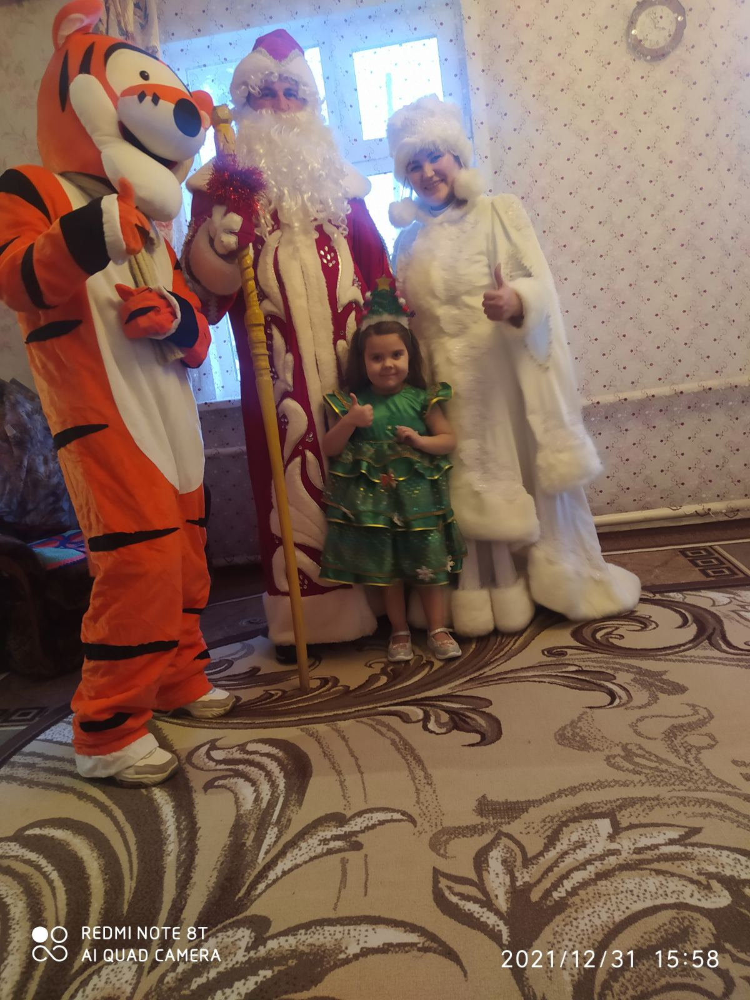 REDMI NOTE 8T
AI QUAD CAMERA
2021/12/31 15:58